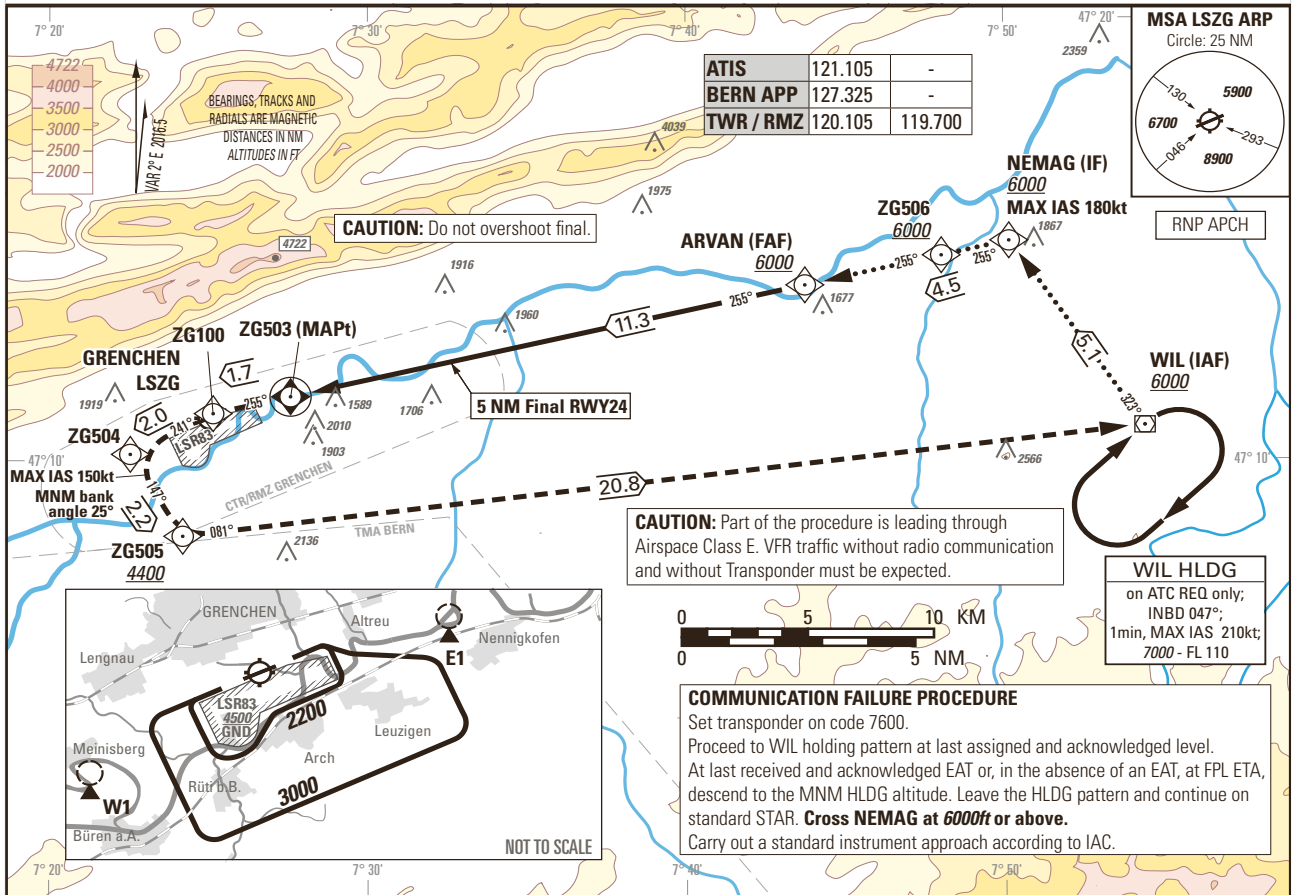 7° 20'
7° 30'
7° 40'
7° 50'
47° 20'
MSA LSZG ARP
Circle: 25 NM
130
5900
6700
293
046
8900
RNP APCH
4722
4000
3500
3000
2500
2000
VAR 2° E 2016.5
BEARINGS, TRACKS AND
RADIALS ARE MAGNETIC
DISTANCES IN NM
ALTITUDES IN FT
ATIS 121.105 -
BERN APP 127.325 -
TWR / RMZ 120.105 119.700
2359
4039
1975
NEMAG (IF)
6000
MAX IAS 180kt
1867
ZG506
6000
ARVAN (FAF)
6000
255°
255°
4.5
1677
CAUTION: Do not overshoot final.
4722
1916
1960
255°
11.3
5.1
323°
WIL (IAF)
6000
ZG100
ZG503 (MAPt)
GRENCHEN
LSZG
1.7
255°
1919
2.0
241°
LSR83
1589
1706
2010
1903
5 NM Final RWY24
ZG504
47° 10'
47° 10'
MAX IAS 150kt
MNM bank
angle 25°
147°
2.2
CTR/RMZ GRENCHEN
20.8
2566
081°
TMA BERN
2136
ZG505
4400
CAUTION: Part of the procedure is leading through
Airspace Class E. VFR traffic without radio communication
and without Transponder must be expected.
WIL HLDG
on ATC REQ only;
INBD 047°;
1min, MAX IAS 210kt;
7000 - FL 110
0 5 10 KM
0 5 NM
GRENCHEN
Altreu
Lengnau
E1
Nennigkofen
LSR83
4500
GND
2200
Leuzigen
Meinisberg
Arch
Rüti b.B.
3000
W1
Büren a.A.
NOT TO SCALE
COMMUNICATION FAILURE PROCEDURE
Set transponder on code 7600.
Proceed to WIL holding pattern at last assigned and acknowledged level.
At last received and acknowledged EAT or, in the absence of an EAT, at FPL ETA,
descend to the MNM HLDG altitude. Leave the HLDG pattern and continue on
standard STAR. Cross NEMAG at 6000ft or above.
Carry out a standard instrument approach according to IAC.
7° 20'
7° 30'
7° 40'
7° 50'